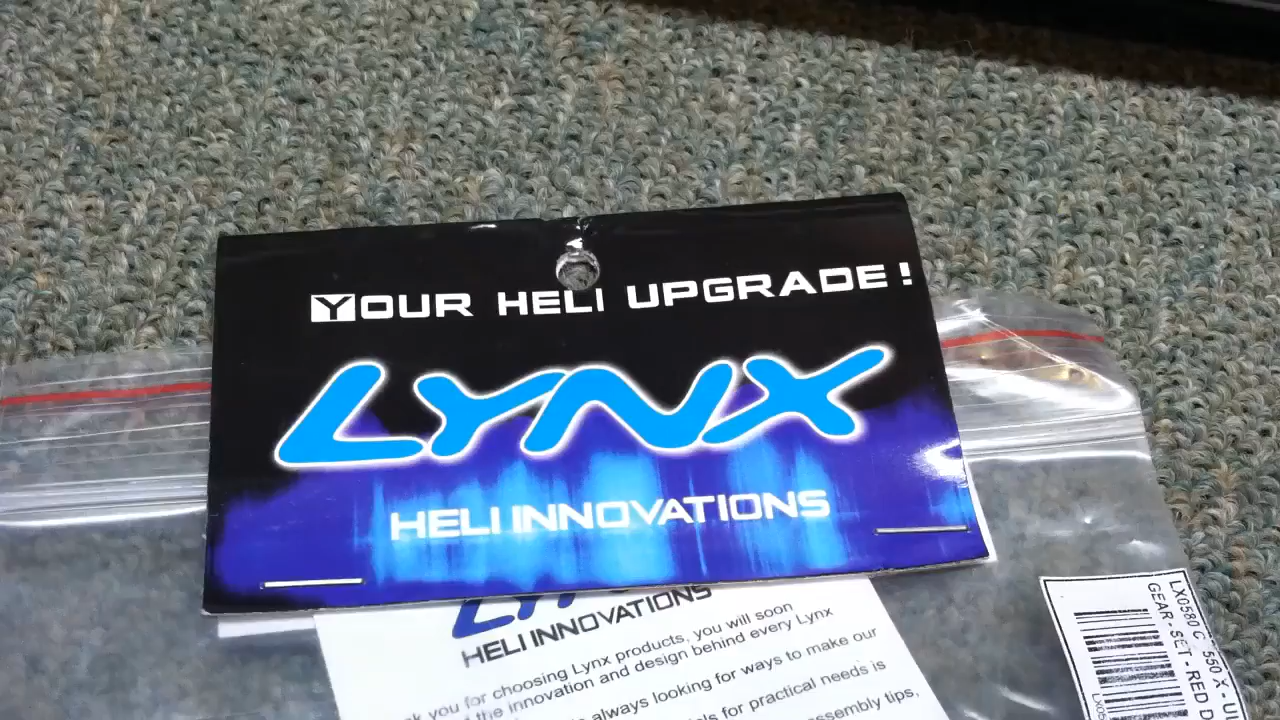 YOUR HELI UPGRADE!
LYNX
HELI INNOVATIONS
HELI INNOVATIONS
you for choosing Lynx products, you will soon
the innovation and design behind every Lynx
always looking for ways to make our
for practical needs is
assembly tips,
550 X - 
GEAR - SET - RED